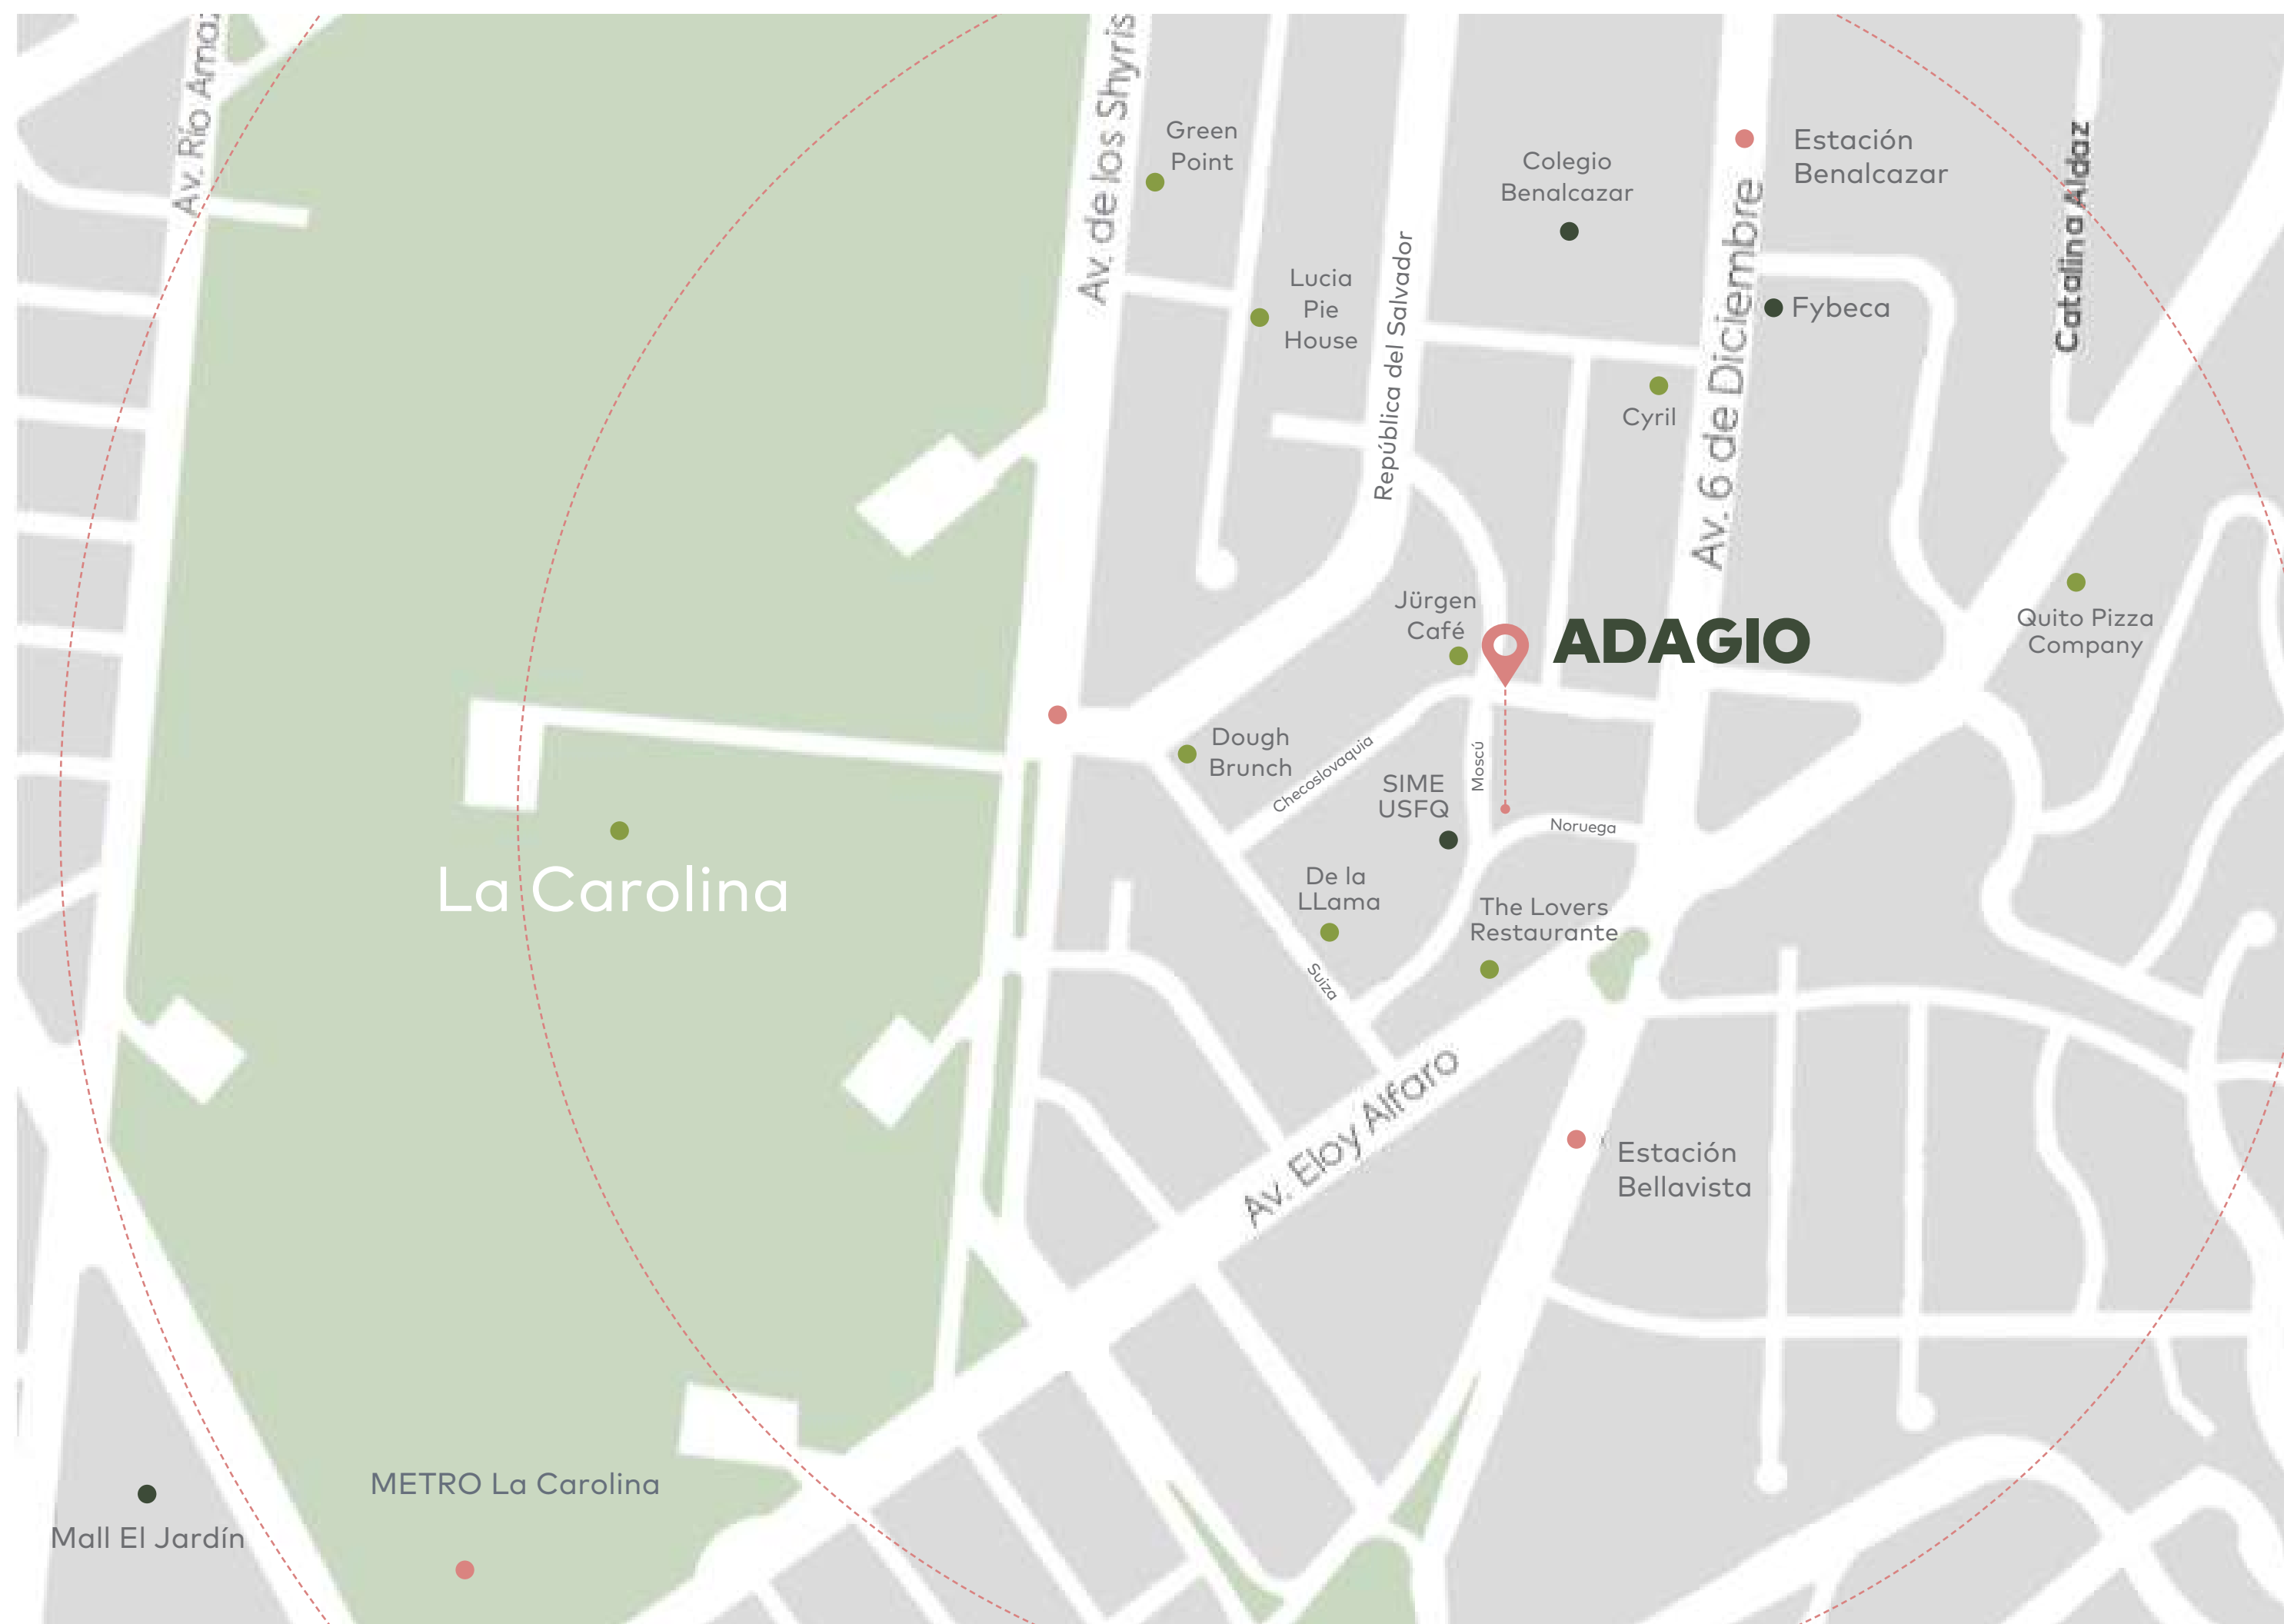 Av. de los Shyris
Green
Point
Colegio
Benalcazar
Estación
Benalcazar
Av. Río
Catalina Aldaz
Lucia
Pie
House
República del Salvador
Av. 6 de Diciembre
Fybeca
Cyril
Jürgen
Café
ADAGIO
Quito Pizza
Company
Dough
Brunch
Checoslovaquia
Moscú
SIME
USFQ
Noruega
La Carolina
De la
LLama
The Lovers
Restaurante
Suiza
Av. Eloy Alfaro
Estación
Bellavista
METRO La Carolina
Mall El Jardín